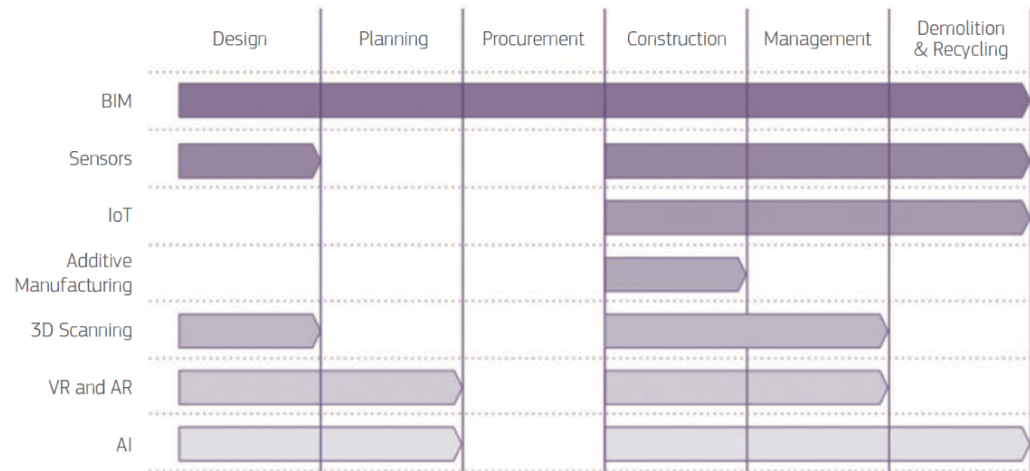 Design Planning Procurement Construction Management Demolition
& Recycling
BIM
Sensors
IoT
Additive
Manufacturing
3D Scanning
VR and AR
AI